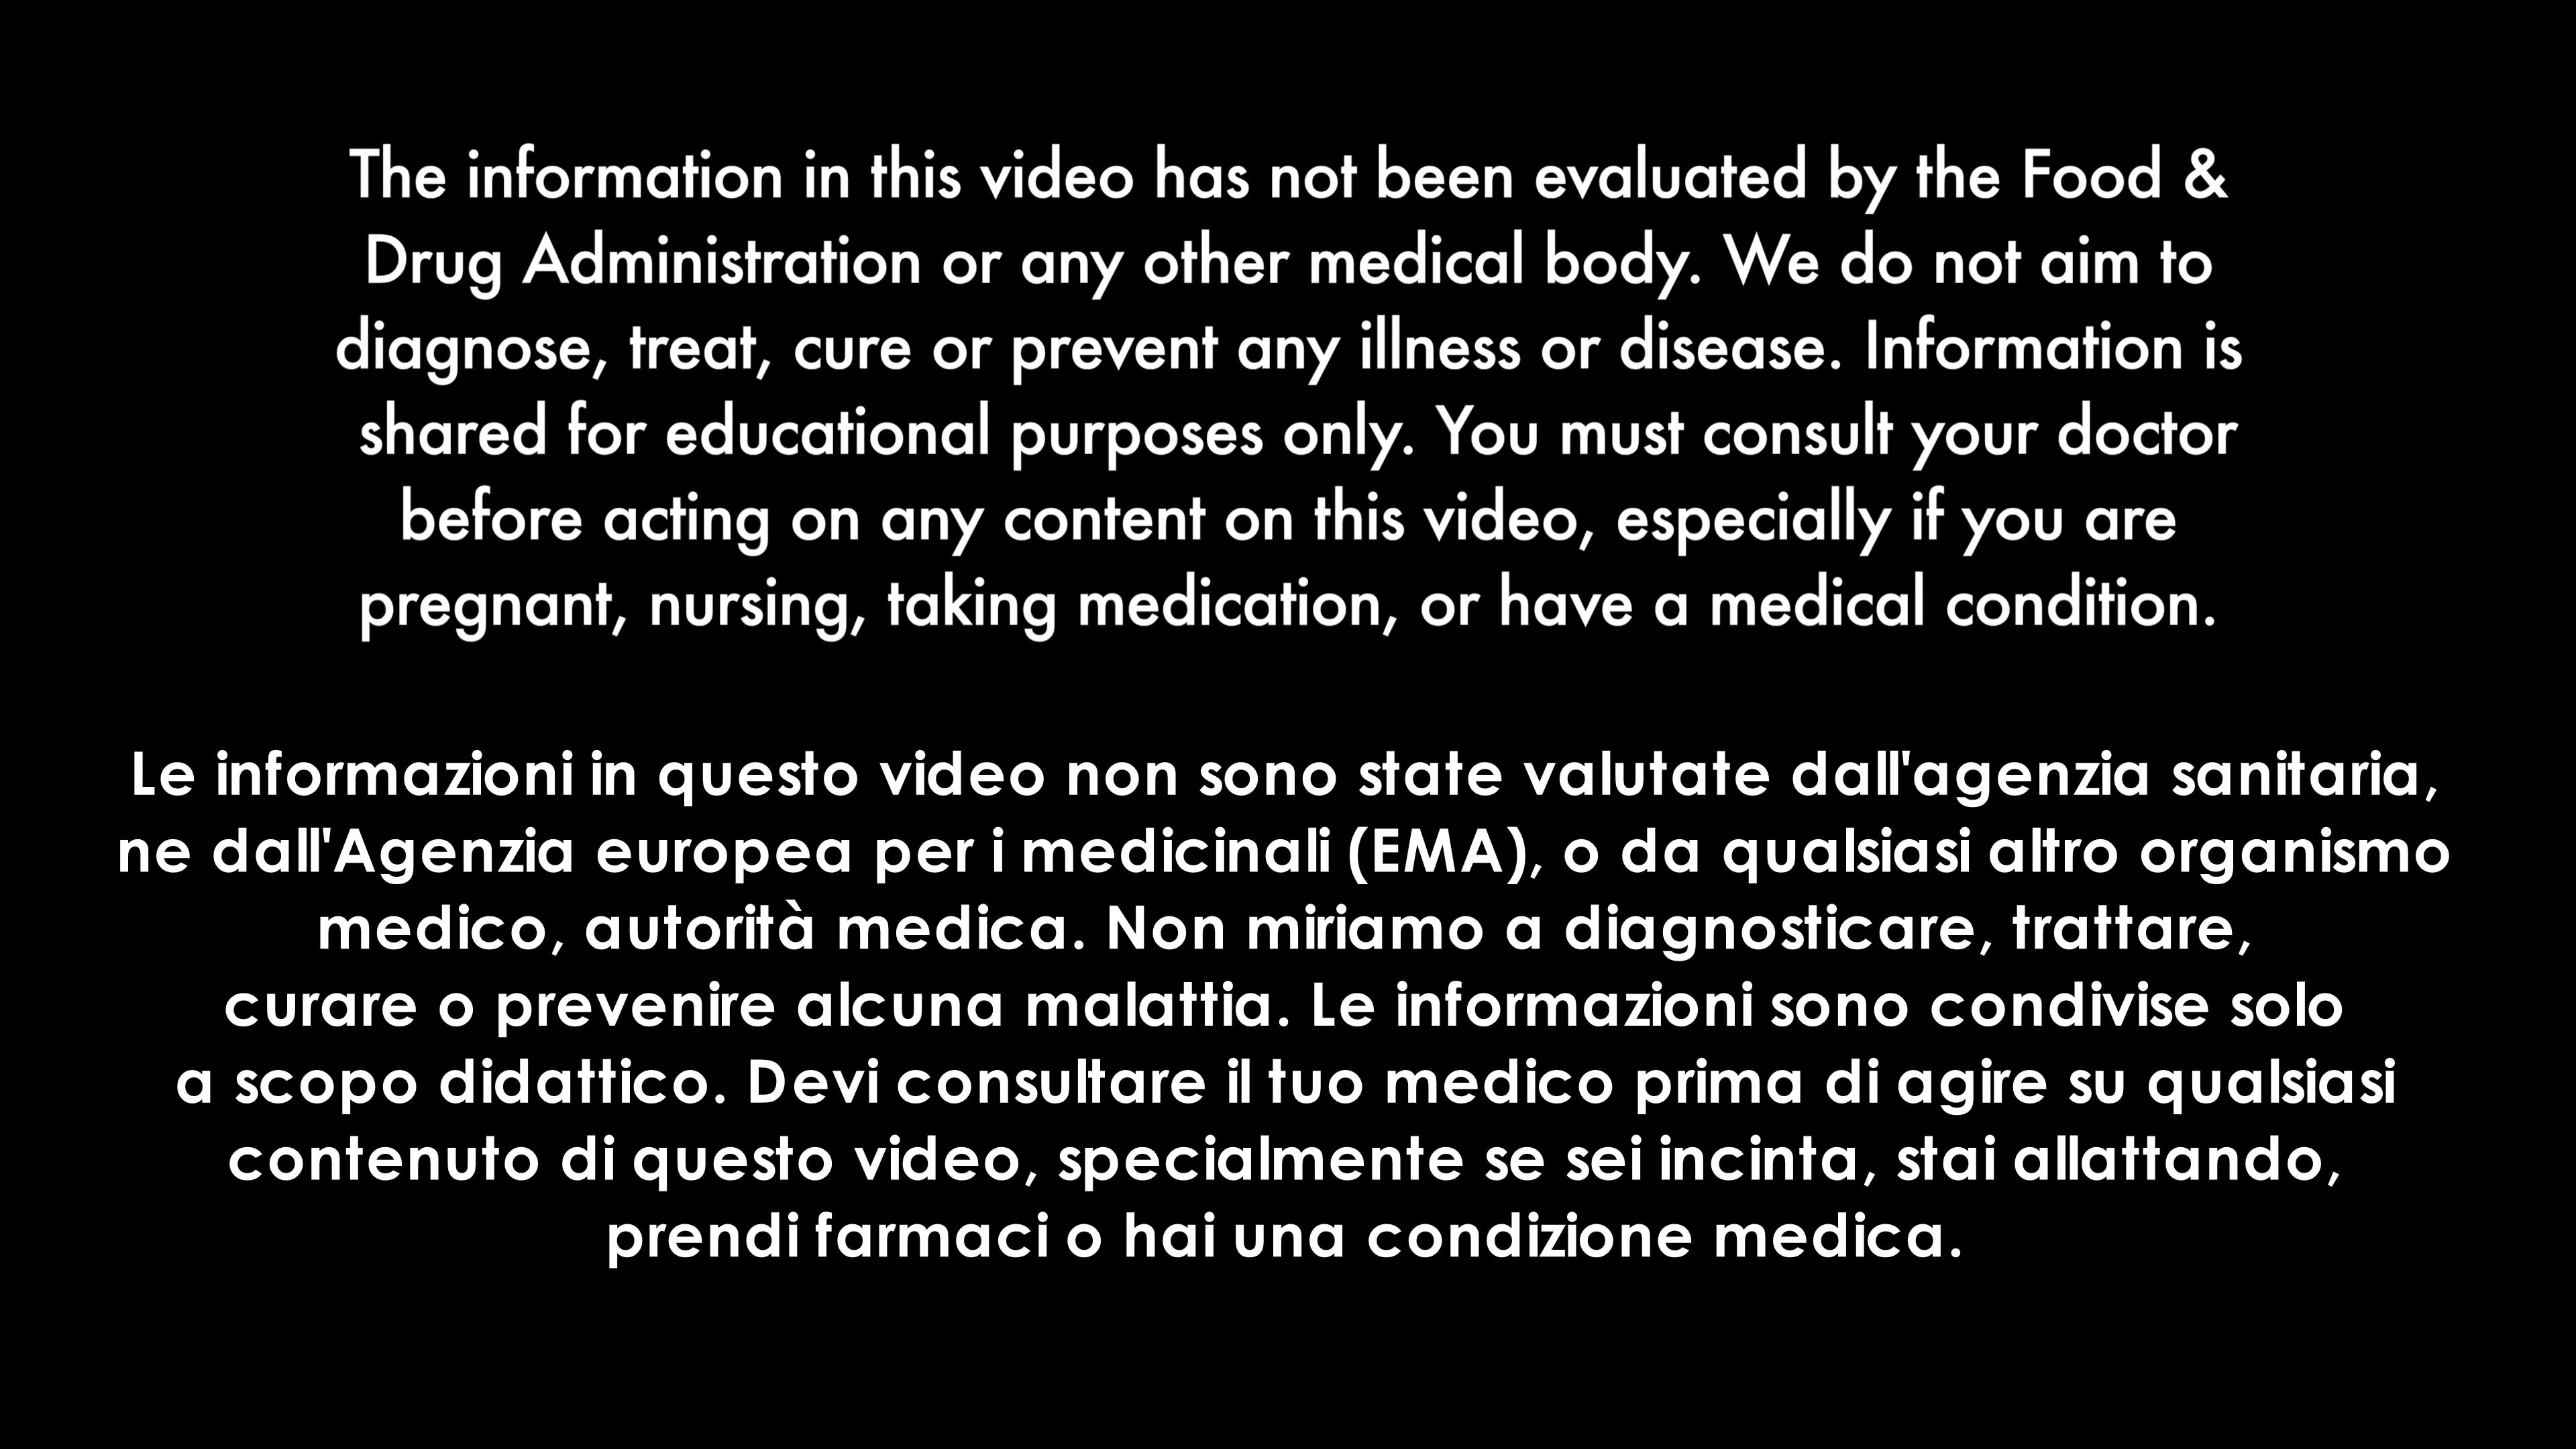 The information in this video has not been evaluated by the Food &
Drug Administration or any other medical body. We do not aim to
diagnose, treat, cure or prevent any illness or disease. Information is
shared for educational purposes only. You must consult your doctor
before acting on any content on this video, especially if you are
pregnant, nursing, taking medication, or have a medical condition.
Le informazioni in questo video non sono state valutate dall'agenzia sanitaria,
ne dall'Agenzia europea per i medicinali (EMA), o da qualsiasi altro organismo
medico, autorità medica. Non miriamo a diagnosticare, trattare,
curare o prevenire alcuna malattia. Le informazioni sono condivise solo
a scopo didattico. Devi consultare il tuo medico prima di agire su qualsiasi
contenuto di questo video, specialmente se sei incinta, stai allattando,
prendi farmaci o hai una condizione medica.